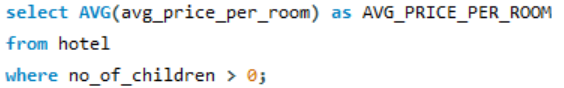 select AVG(avg_price_per_room) as AVG_PRICE_PER_ROOM
from hotel
where no_of_children > 0;